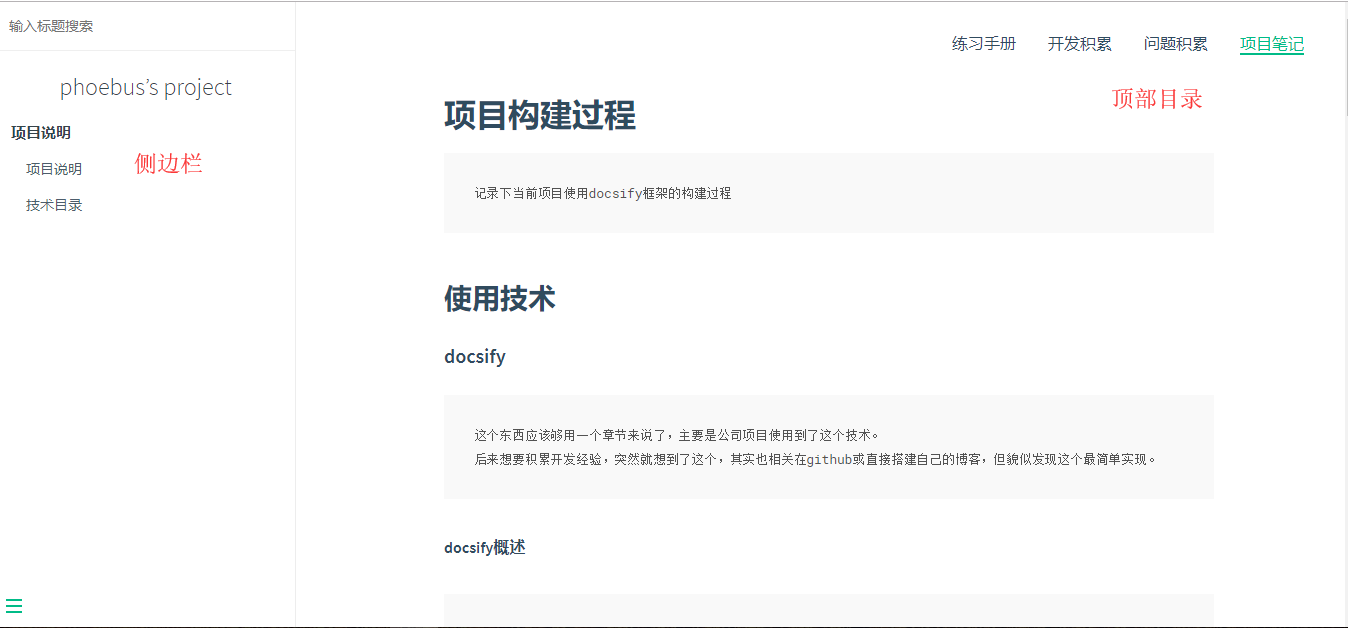 输入标题搜索
phoebus’s project
项目说明
项目说明
技术目录
侧边栏
练习手册 开发积累 问题积累 项目笔记
顶部目录
项目构建过程
记录下当前项目使用docsify框架的构建过程
使用技术
docsify
这个东西应该够用一个章节来说了，主要是公司项目使用到了这个技术。
后来想要积累开发经验，突然就想到了这个，其实也相关在github或直接搭建自己的博客，但貌似发现这个最简单实现。
docsify概述